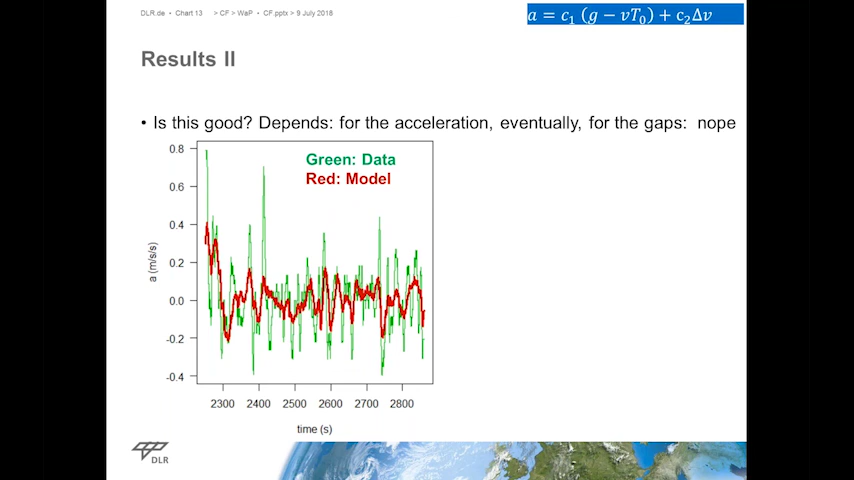 DLR.de • Chart 13 > CF > WaP • CF.pptx > 9 July 2018
a = c₁ (g − vT₀) + c₂Δv
Results II
• Is this good? Depends: for the acceleration, eventually, for the gaps: nope
Green: Data
Red: Model
0.8
0.6
0.4
0.2
0.0
-0.2
-0.4
a (m/s/s)
2300 2400 2500 2600 2700 2800
time (s)
DLR